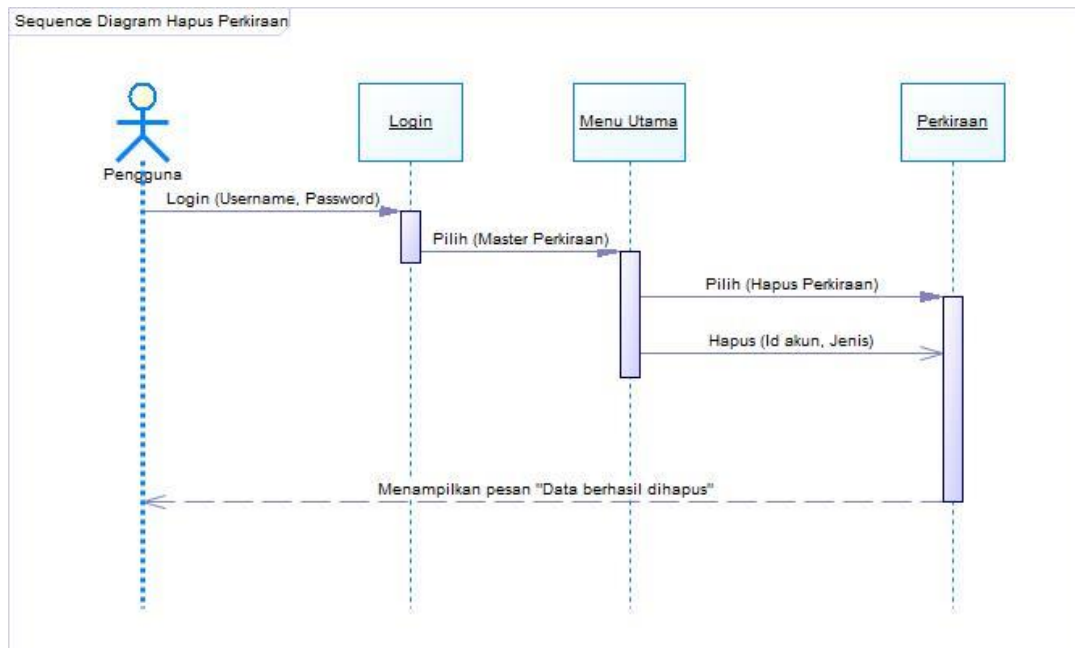 Sequence Diagram Hapus Perkiraan
Login
Menu Utama
Perkiraan
Pengguna
Login (Username, Password)
Pilih (Master Perkiraan)
Pilih (Hapus Perkiraan)
Hapus (Id akun, Jenis)
Menampilkan pesan "Data berhasil dihapus"